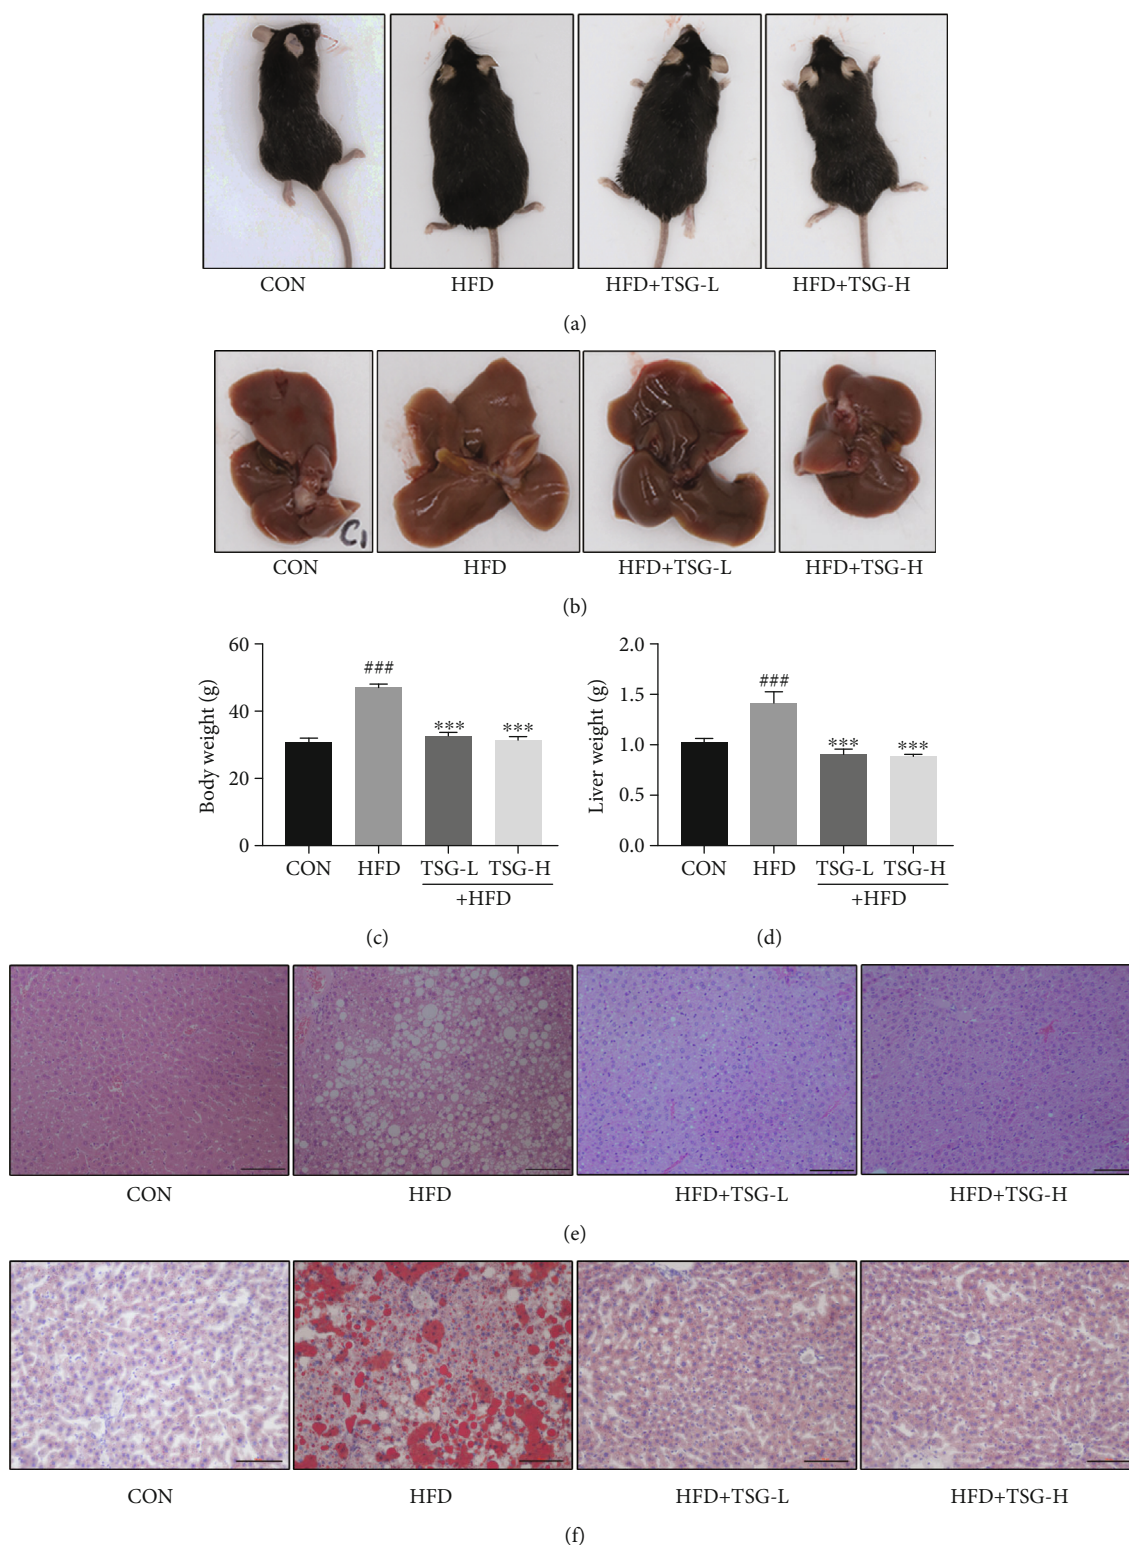 CON HFD HFD+TSG-L HFD+TSG-H
(a)
C1
CON HFD HFD+TSG-L HFD+TSG-H
(b)
Body weight (g)
60
40
20
0
###
***
***
CON HFD TSG-L TSG-H
+HFD
(c)
Liver weight (g)
2.0
1.5
1.0
0.5
0.0
###
***
***
CON HFD TSG-L TSG-H
+HFD
(d)
CON HFD HFD+TSG-L HFD+TSG-H
(e)
CON HFD HFD+TSG-L HFD+TSG-H
(f)